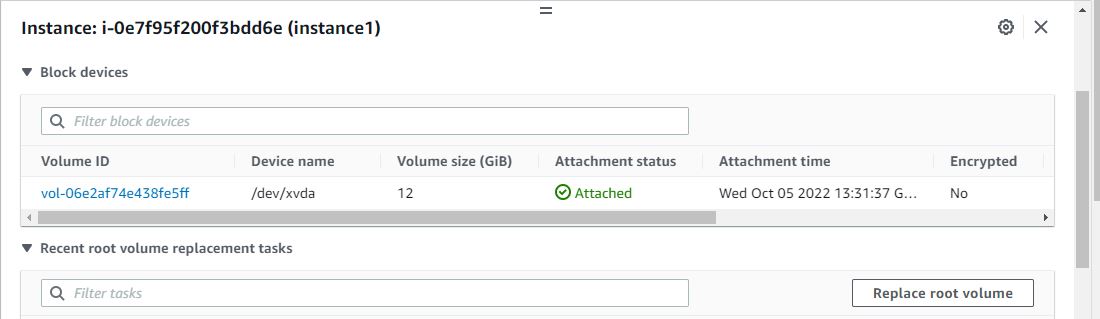 Instance: i-0e7f95f200f3bdd6e (instance1)
Block devices
Filter block devices
Volume ID Device name Volume size (GiB) Attachment status Attachment time Encrypted
vol-06e2af74e438fe5ff /dev/xvda 12 Attached Wed Oct 05 2022 13:31:37 G... No
Recent root volume replacement tasks
Filter tasks Replace root volume